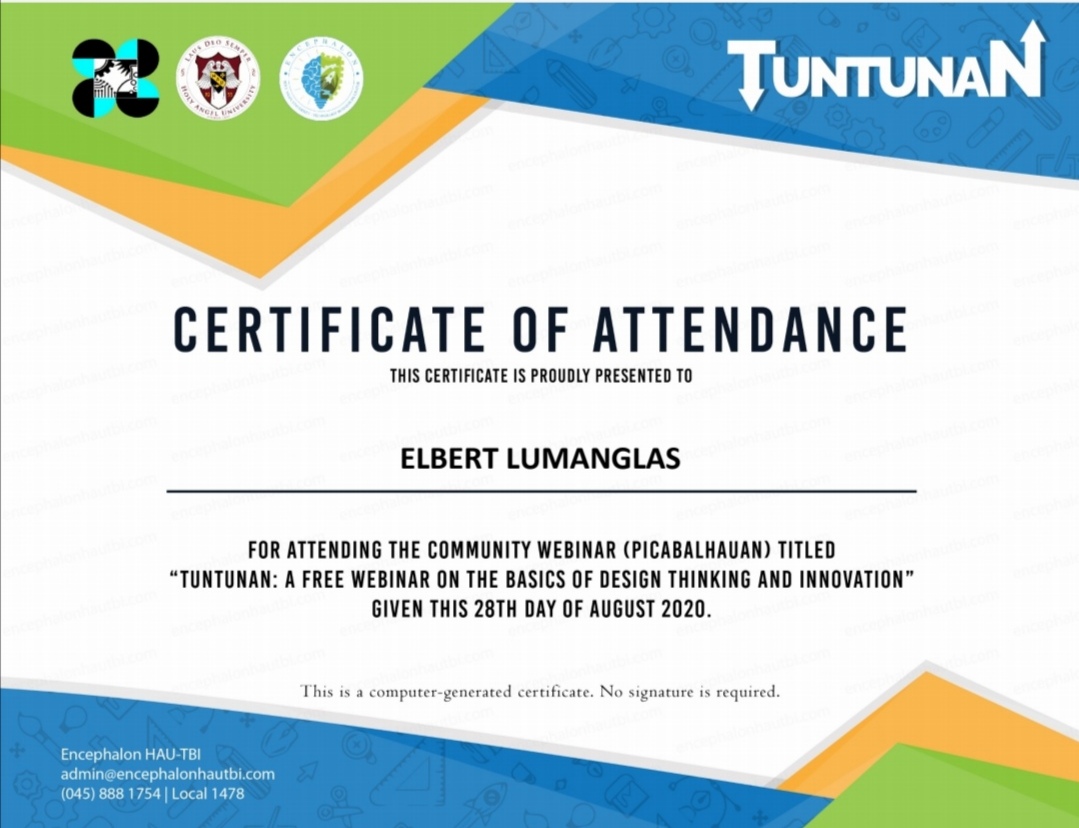 LAUS DEO SEMPER
HOLY ANGEL UNIVERSITY
ENCEPHALON
TUNTUNAN
CERTIFICATE OF ATTENDANCE
THIS CERTIFICATE IS PROUDLY PRESENTED TO
ELBERT LUMANGLAS
FOR ATTENDING THE COMMUNITY WEBINAR (PICABALHAUAN) TITLED
“TUNTUNAN: A FREE WEBINAR ON THE BASICS OF DESIGN THINKING AND INNOVATION”
GIVEN THIS 28TH DAY OF AUGUST 2020.
This is a computer-generated certificate. No signature is required.
Encephalon HAU-TBI
admin@encephalonhautbi.com
(045) 888 1754 | Local 1478
encephalonhautbi.com